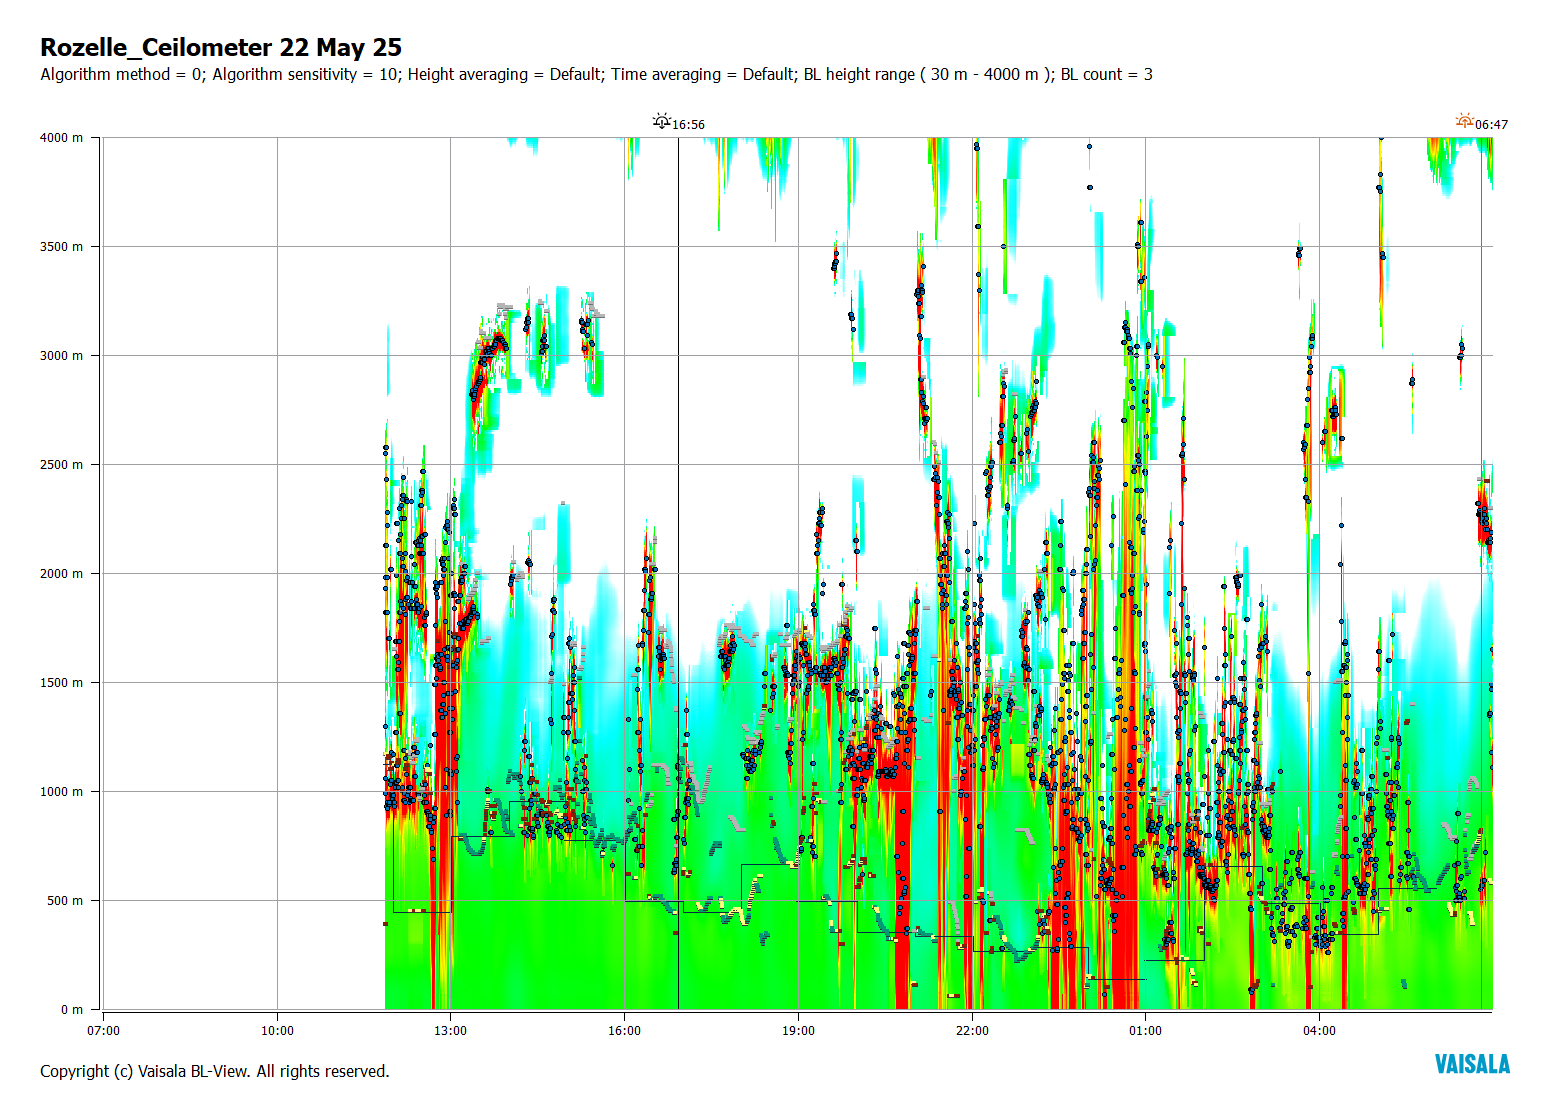 Rozelle_Ceilometer 22 May 25
Algorithm method = 0; Algorithm sensitivity = 10; Height averaging = Default; Time averaging = Default; BL height range ( 30 m - 4000 m ); BL count = 3
16:56
06:47
4000 m
3500 m
3000 m
2500 m
2000 m
1500 m
1000 m
500 m
0 m
07:00 10:00 13:00 16:00 19:00 22:00 01:00 04:00
Copyright (c) Vaisala BL-View. All rights reserved.
VAISALA